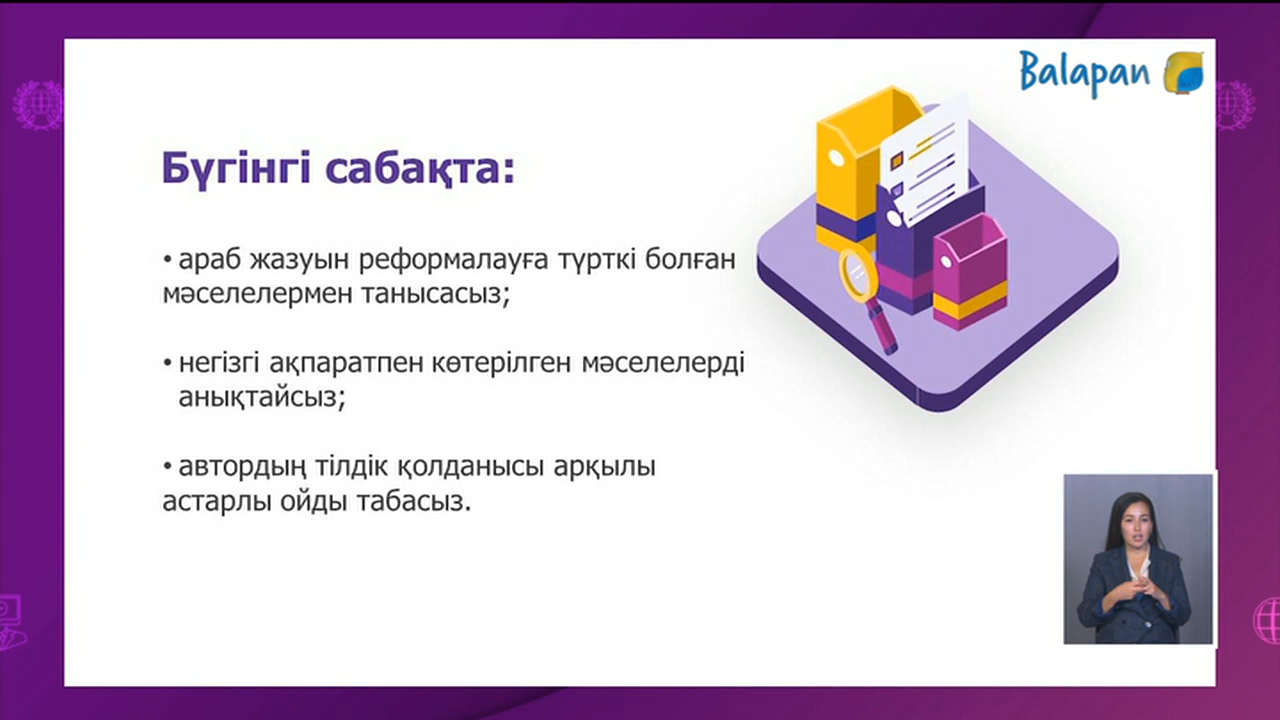 Balapan
Бүгінгі сабақта:
• араб жазуын реформалауға түрткі болған
мәселелермен танысасыз;
• негізгі ақпаратпен көтерілген мәселелерді
анықтайсыз;
• автордың тілдік қолданысы арқылы
астарлы ойды табасыз.